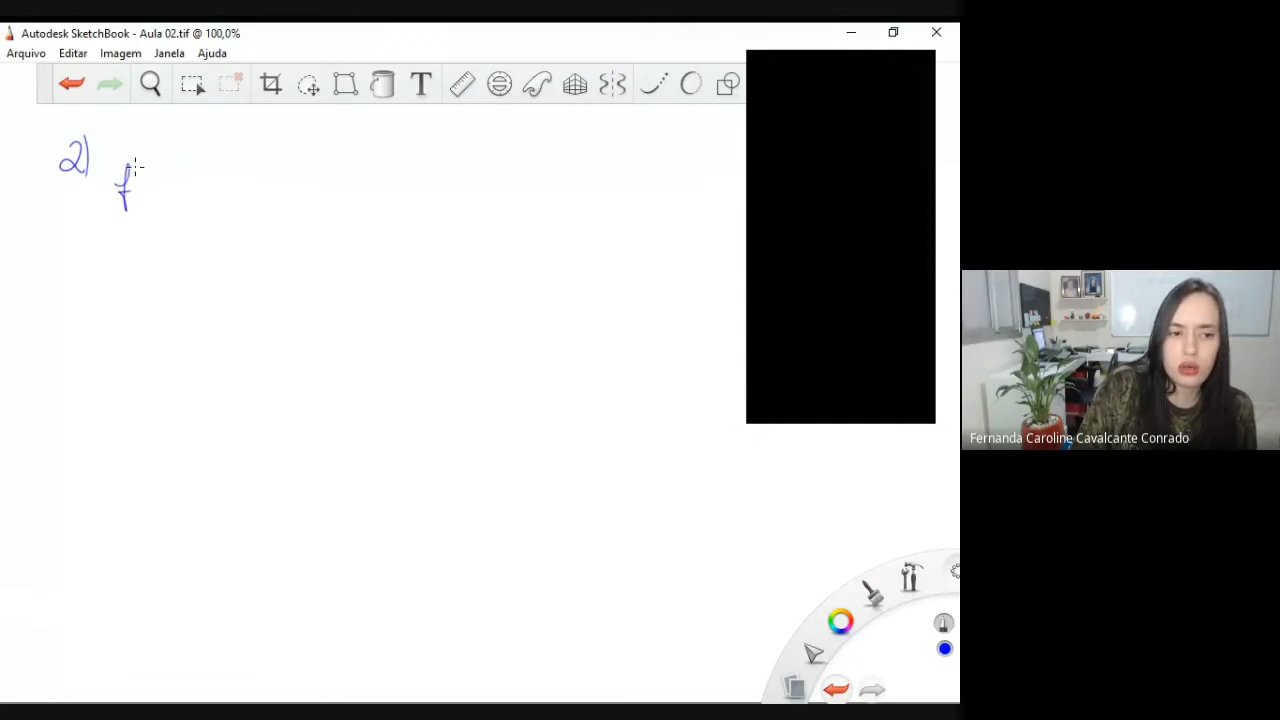 Autodesk SketchBook - Aula 02.tif @ 100,0%
Arquivo Editar Imagem Janela Ajuda
T
2)
f
Fernanda Caroline Cavalcante Conrado